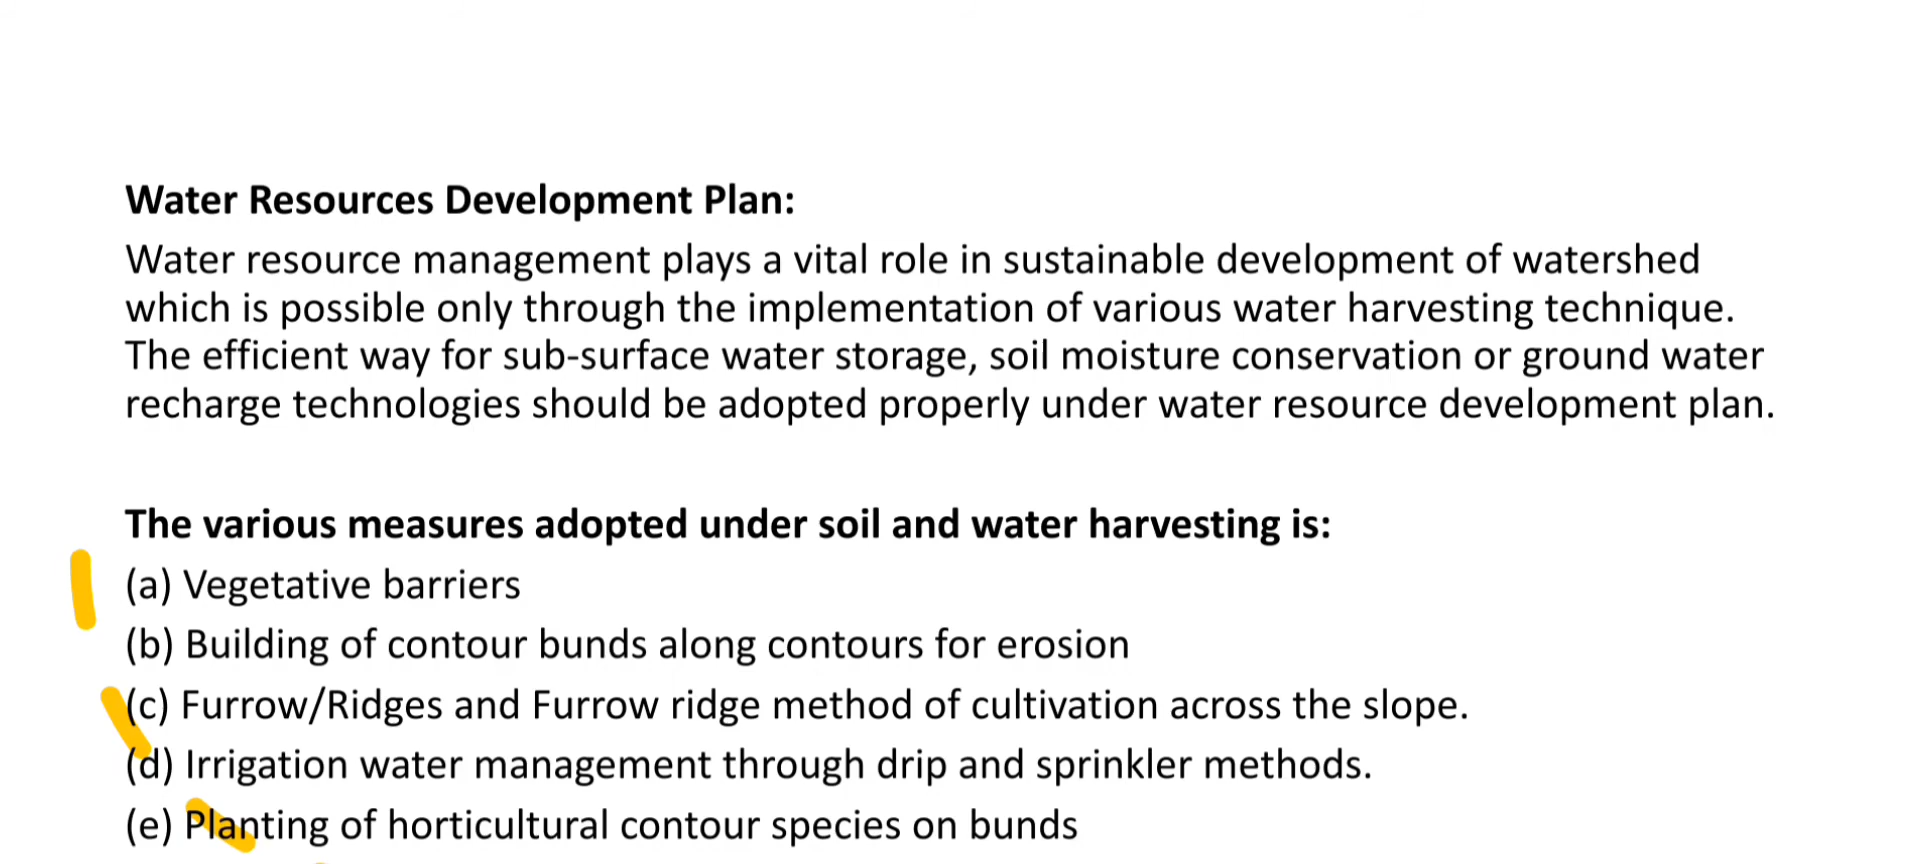 Water Resources Development Plan:
Water resource management plays a vital role in sustainable development of watershed
which is possible only through the implementation of various water harvesting technique.
The efficient way for sub-surface water storage, soil moisture conservation or ground water
recharge technologies should be adopted properly under water resource development plan.
The various measures adopted under soil and water harvesting is:
(a) Vegetative barriers
(b) Building of contour bunds along contours for erosion
(c) Furrow/Ridges and Furrow ridge method of cultivation across the slope.
(d) Irrigation water management through drip and sprinkler methods.
(e) Planting of horticultural contour species on bunds